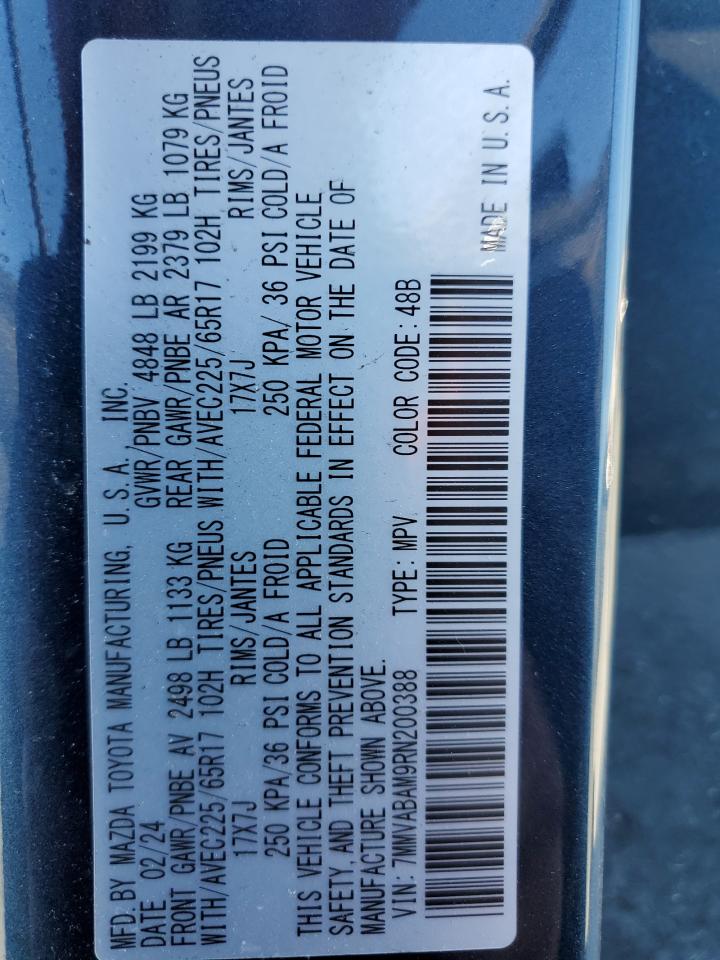 MFD. BY MAZDA TOYOTA MANUFACTURING, U.S.A., INC.
DATE 02/24 GVWR/PNBV 4848 LB 2199 KG
FRONT GAWR/PNBE AV 2498 LB 1133 KG REAR GAWR/PNBE AR 2379 LB 1079 KG
WITH/AVEC225/65R17 102H TIRES/PNEUS WITH/AVEC225/65R17 102H TIRES/PNEUS
17X7J RIMS/JANTES 17X7J RIMS/JANTES
250 KPA/36 PSI COLD/A FROID 250 KPA/ 36 PSI COLD/A FROID
THIS VEHICLE CONFORMS TO ALL APPLICABLE FEDERAL MOTOR VEHICLE
SAFETY,AND THEFT PREVENTION STANDARDS IN EFFECT ON THE DATE OF
MANUFACTURE SHOWN ABOVE.
VIN:7MMVABAM9RN200388 TYPE:MPV COLOR CODE:48B
MADE IN U.S.A.